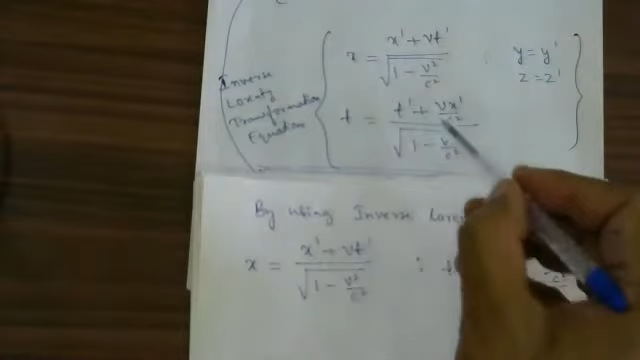 x = x' + vt' / √1 - v²/c² : y = y'
z = z'
Inverse
Lorentz
Transformation
Equation
t = t' + vx'/c² / √1 - v²/c²
By using Inverse
x = x' + vt' / √1 - v²/c² :